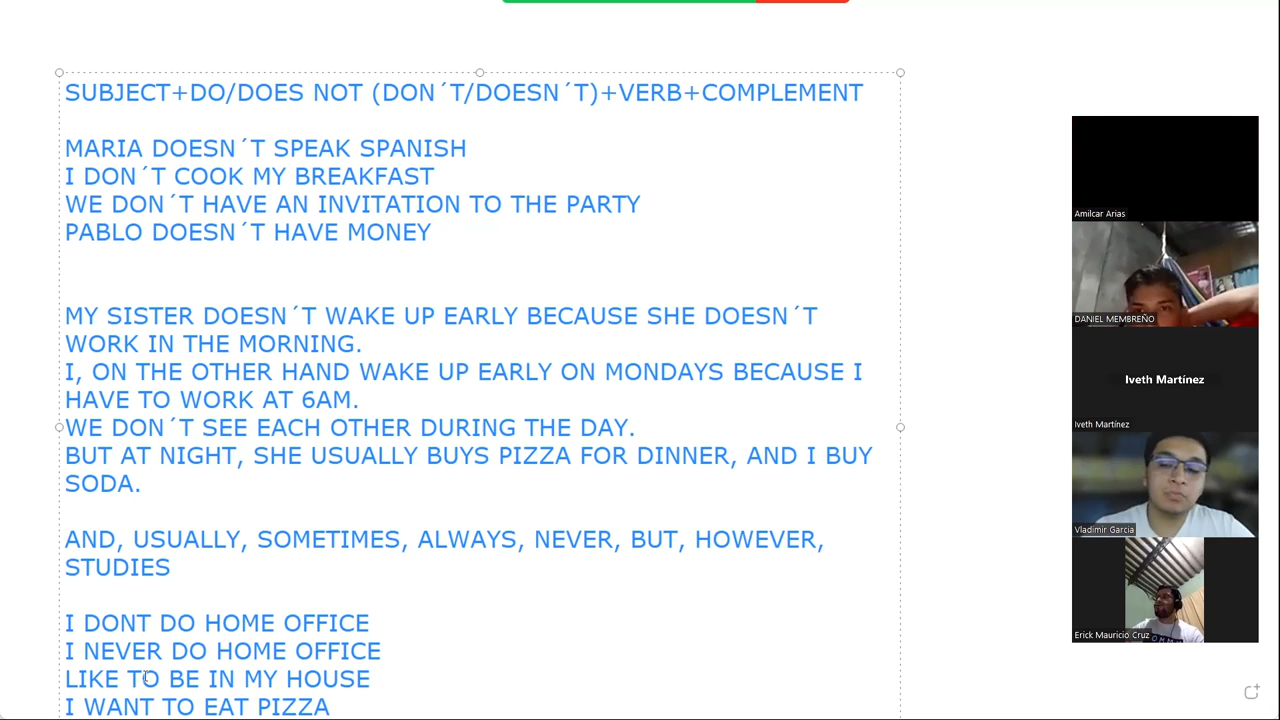 SUBJECT+DO/DOES NOT (DON´T/DOESN´T)+VERB+COMPLEMENT
MARIA DOESN´T SPEAK SPANISH
I DON´T COOK MY BREAKFAST
WE DON´T HAVE AN INVITATION TO THE PARTY
PABLO DOESN´T HAVE MONEY
MY SISTER DOESN´T WAKE UP EARLY BECAUSE SHE DOESN´T
WORK IN THE MORNING.
I, ON THE OTHER HAND WAKE UP EARLY ON MONDAYS BECAUSE I
HAVE TO WORK AT 6AM.
WE DON´T SEE EACH OTHER DURING THE DAY.
BUT AT NIGHT, SHE USUALLY BUYS PIZZA FOR DINNER, AND I BUY
SODA.
AND, USUALLY, SOMETIMES, ALWAYS, NEVER, BUT, HOWEVER,
STUDIES
I DONT DO HOME OFFICE
I NEVER DO HOME OFFICE
LIKE TO BE IN MY HOUSE
I WANT TO EAT PIZZA
Amilcar Arias
DANIEL MEMBREÑO
Iveth Martínez
Iveth Martínez
Vladimir Garcia
Erick Mauricio Cruz